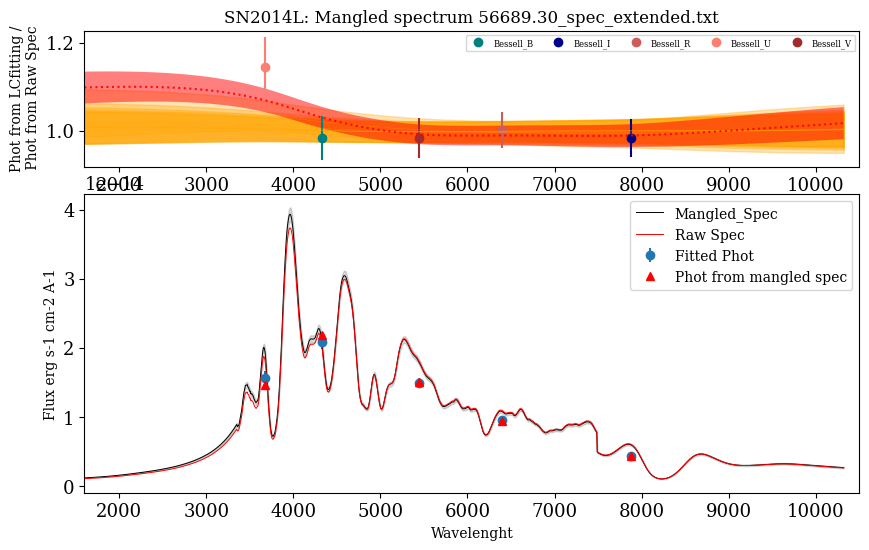 SN2014L: Mangled spectrum 56689.30_spec_extended.txt
Phot from LCfitting /
Phot from Raw Spec
1.2
1.0
Bessell_B
Bessell_I
Bessell_R
Bessell_U
Bessell_V
2000 3000 4000 5000 6000 7000 8000 9000 10000
1e−14
Flux erg s-1 cm-2 A-1
4
3
2
1
0
Mangled_Spec
Raw Spec
Fitted Phot
Phot from mangled spec
2000 3000 4000 5000 6000 7000 8000 9000 10000
Wavelenght